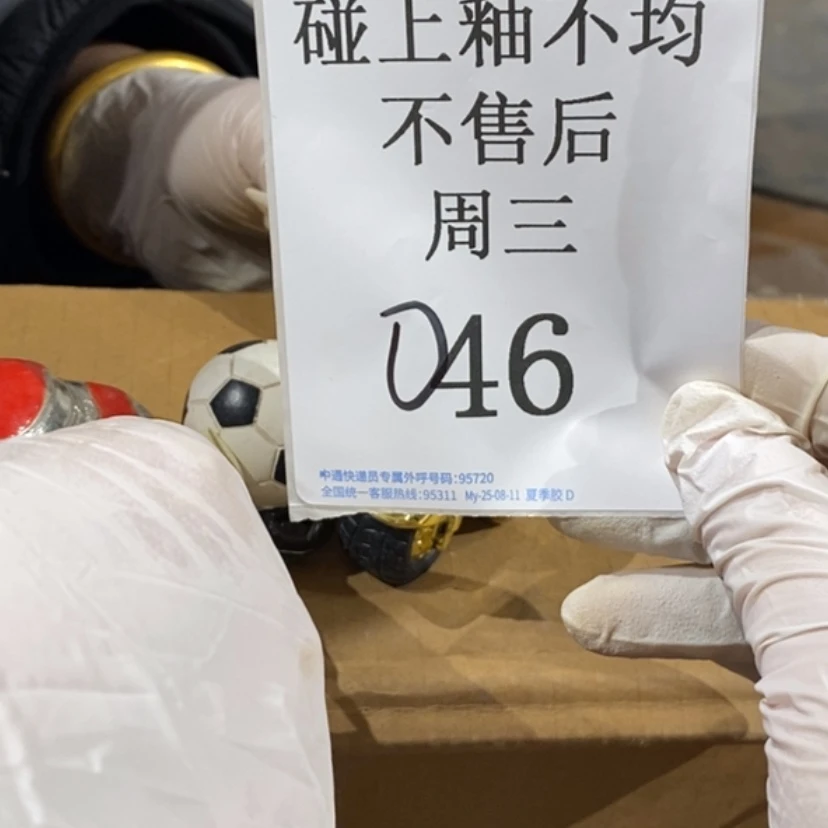 碰上釉不均
不售后
周三
D46
中通快递员专属外呼号码:95720
全国统一客服热线:95311 My-25-08-11 夏季胶 D